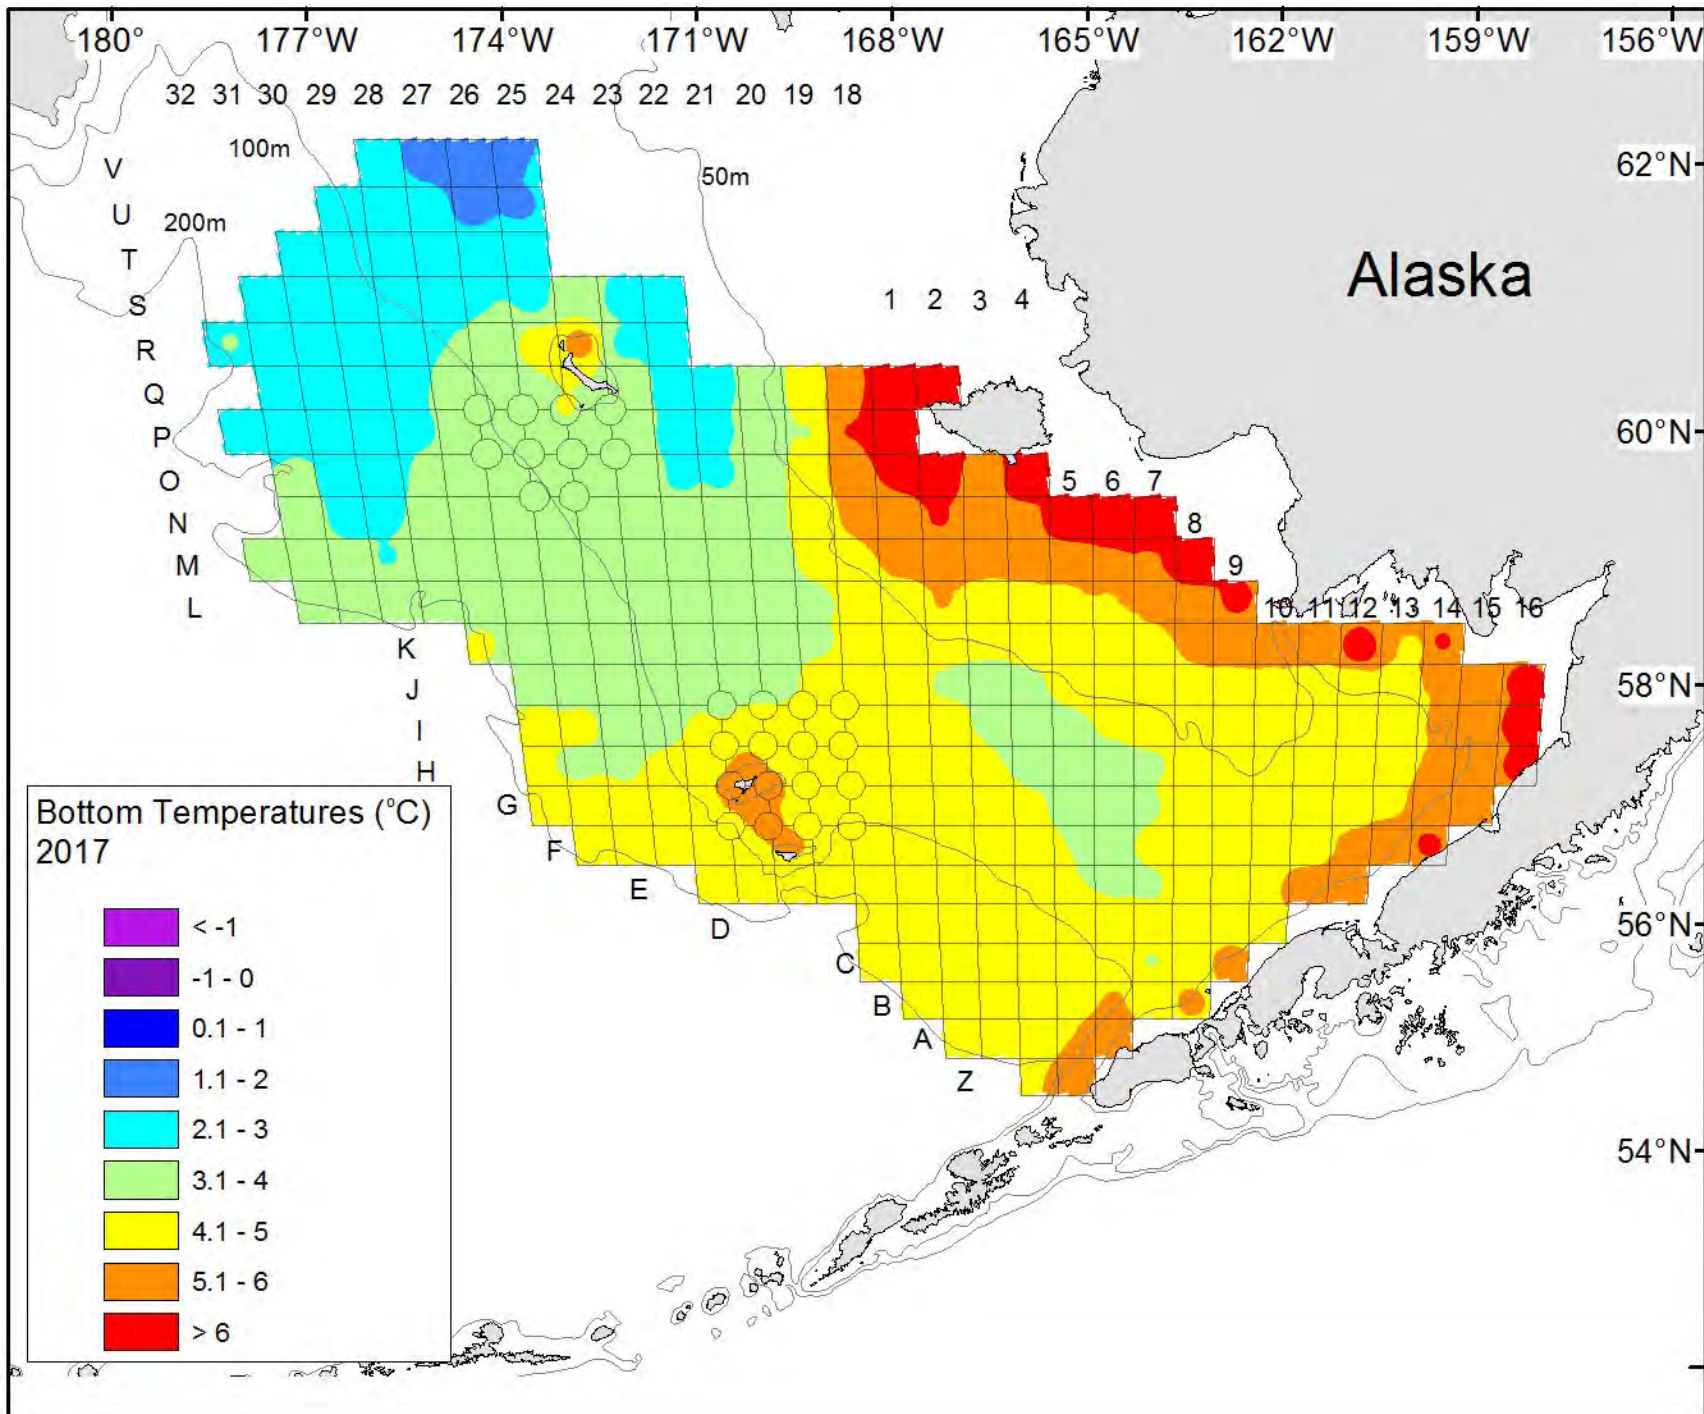 180° 177°W 174°W 171°W 168°W 165°W 162°W 159°W 156°W
32 31 30 29 28 27 26 25 24 23 22 21 20 19 18
100m
62°N
V
50m
U
200m
T
Alaska
S
1 2 3 4
R
Q
P
60°N
O
5 6 7
N
8
M
9
L
10 11 12 13 14 15 16
K
J
58°N
I
H
G
F
E
D
56°N
C
B
A
Z
54°N
Bottom Temperatures (°C)
2017
< -1
-1 - 0
0.1 - 1
1.1 - 2
2.1 - 3
3.1 - 4
4.1 - 5
5.1 - 6
> 6